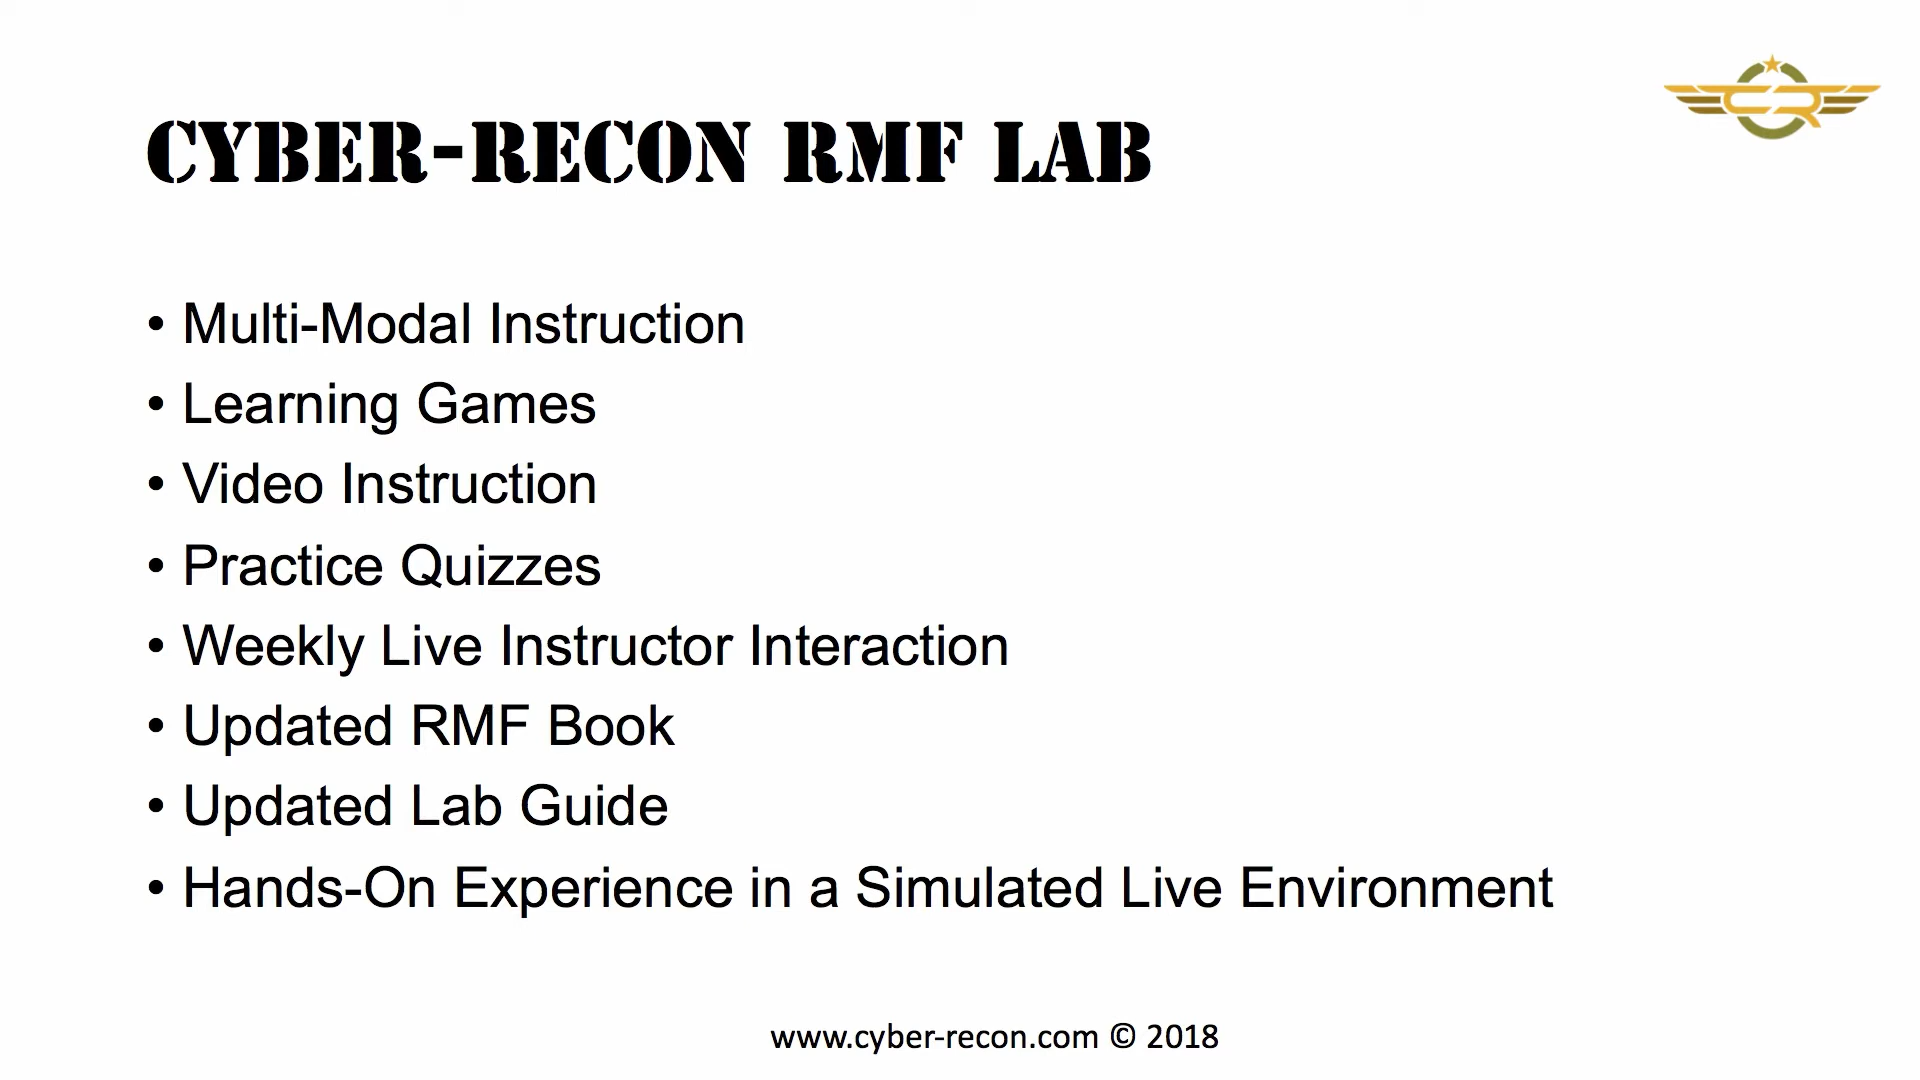 CYBER-RECON RMF LAB
CR
• Multi-Modal Instruction
• Learning Games
• Video Instruction
• Practice Quizzes
• Weekly Live Instructor Interaction
• Updated RMF Book
• Updated Lab Guide
• Hands-On Experience in a Simulated Live Environment
www.cyber-recon.com © 2018